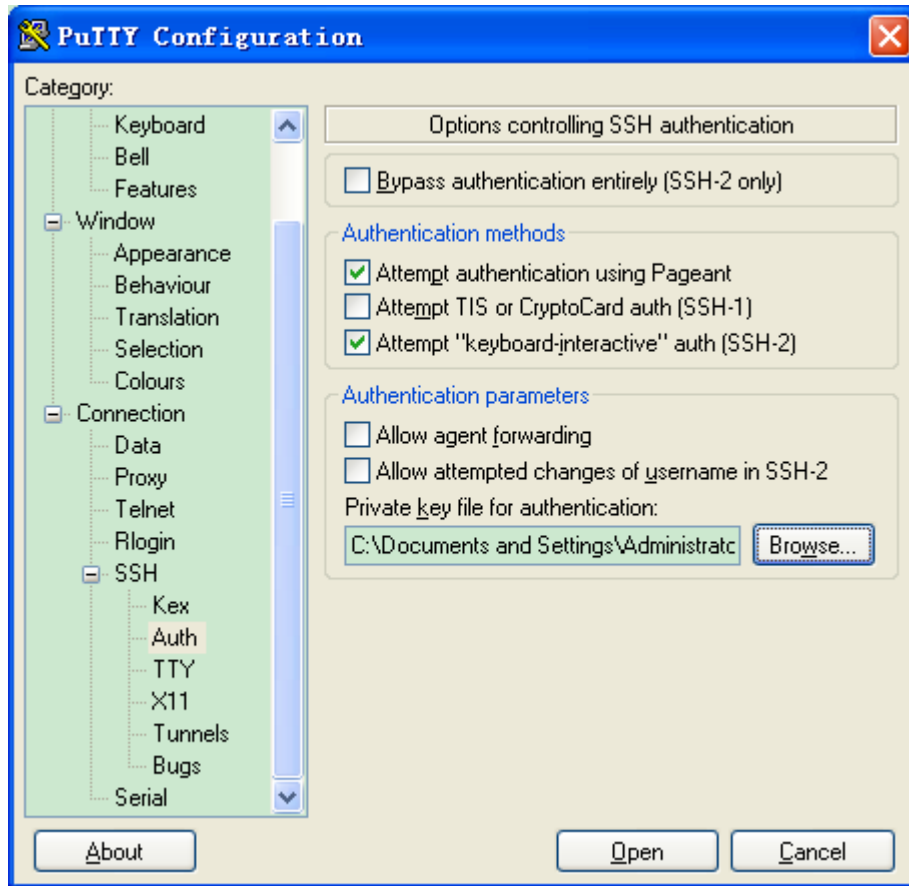 PuTTY Configuration
Category:
Keyboard
Bell
Features
Window
Appearance
Behaviour
Translation
Selection
Colours
Connection
Data
Proxy
Telnet
Rlogin
SSH
Kex
Auth
TTY
X11
Tunnels
Bugs
Serial
Options controlling SSH authentication
Bypass authentication entirely (SSH-2 only)
Authentication methods
Attempt authentication using Pageant
Attempt TIS or CryptoCard auth (SSH-1)
Attempt "keyboard-interactive" auth (SSH-2)
Authentication parameters
Allow agent forwarding
Allow attempted changes of username in SSH-2
Private key file for authentication:
C:\Documents and Settings\Administratc Browse...
About Open Cancel